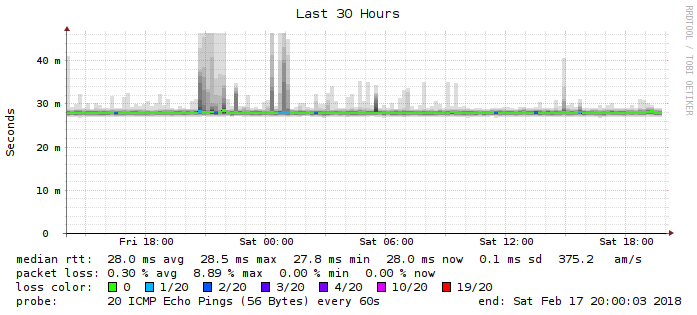 Last 30 Hours
RRDTOOL / TOBI OETIKER
Seconds
40 m
30 m
20 m
10 m
0
Fri 18:00 Sat 00:00 Sat 06:00 Sat 12:00 Sat 18:00
median rtt: 28.0 ms avg 28.5 ms max 27.8 ms min 28.0 ms now 0.1 ms sd 375.2 am/s
packet loss: 0.30 % avg 8.89 % max 0.00 % min 0.00 % now
loss color: 0 1/20 2/20 3/20 4/20 10/20 19/20
probe: 20 ICMP Echo Pings (56 Bytes) every 60s end: Sat Feb 17 20:00:03 2018